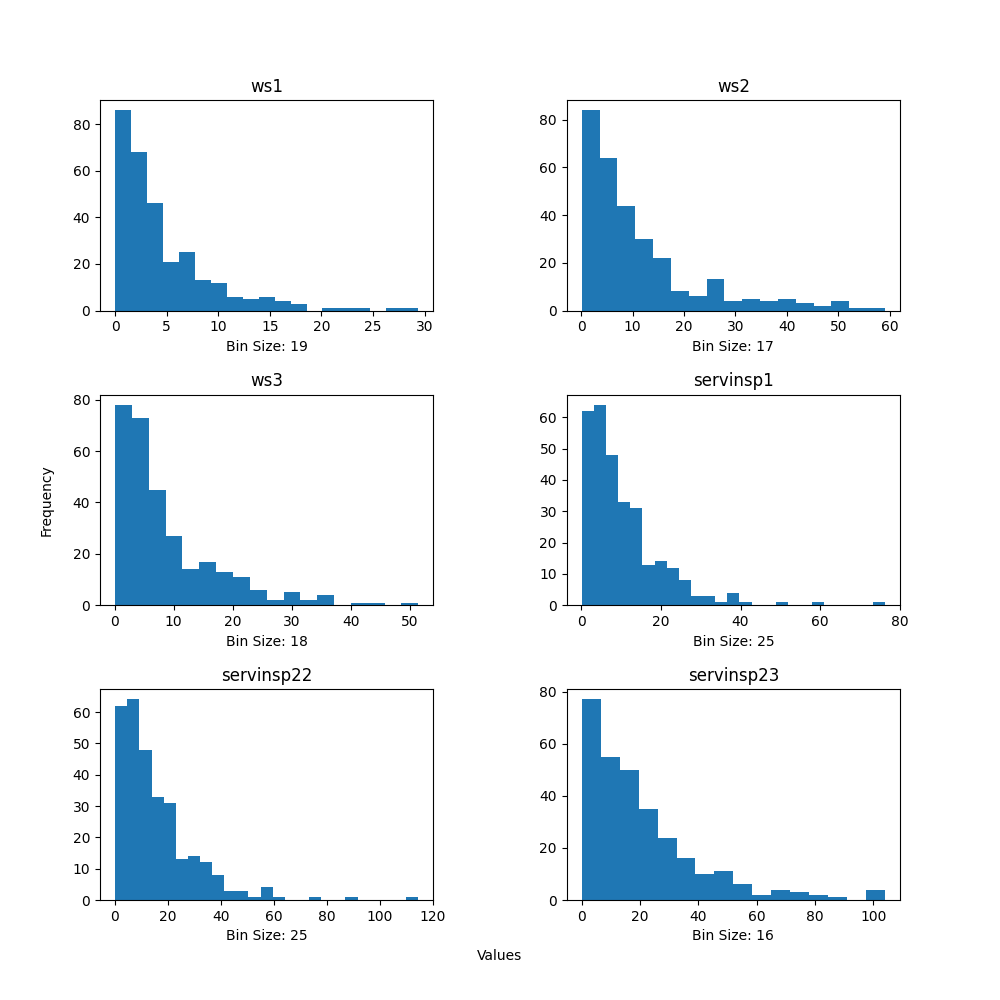 ws1
80
60
40
20
0
0 5 10 15 20 25 30
Bin Size: 19
ws2
80
60
40
20
0
0 10 20 30 40 50 60
Bin Size: 17
ws3
80
60
40
20
0
0 10 20 30 40 50
Bin Size: 18
servinsp1
60
50
40
30
20
10
0
0 20 40 60 80
Bin Size: 25
Frequency
servinsp22
60
50
40
30
20
10
0
0 20 40 60 80 100 120
Bin Size: 25
servinsp23
80
60
40
20
0
0 20 40 60 80 100
Bin Size: 16
Values